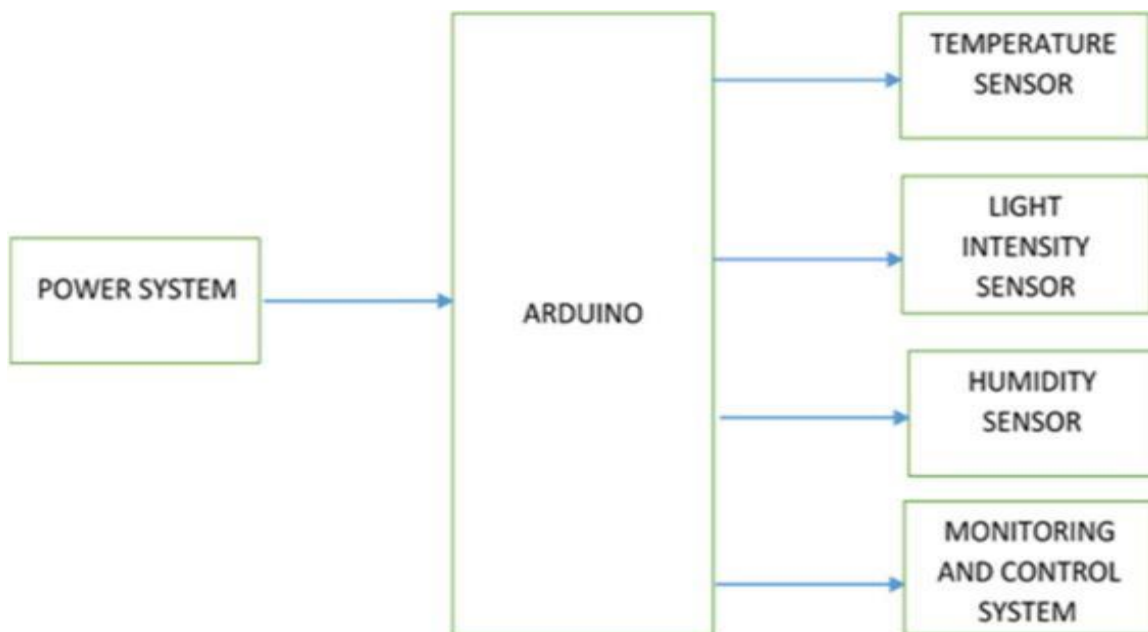 POWER SYSTEM
ARDUINO
TEMPERATURE
SENSOR
LIGHT
INTENSITY
SENSOR
HUMIDITY
SENSOR
MONITORING
AND CONTROL
SYSTEM